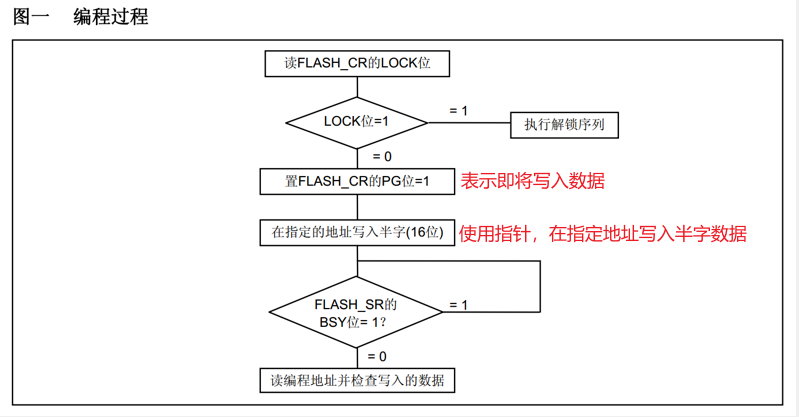 图一 编程过程
读FLASH_CR的LOCK位
LOCK位=1
= 1
执行解锁序列
= 0
置FLASH_CR的PG位=1
表示即将写入数据
在指定的地址写入半字(16位)
使用指针，在指定地址写入半字数据
FLASH_SR的
BSY位= 1？
= 1
= 0
读编程地址并检查写入的数据